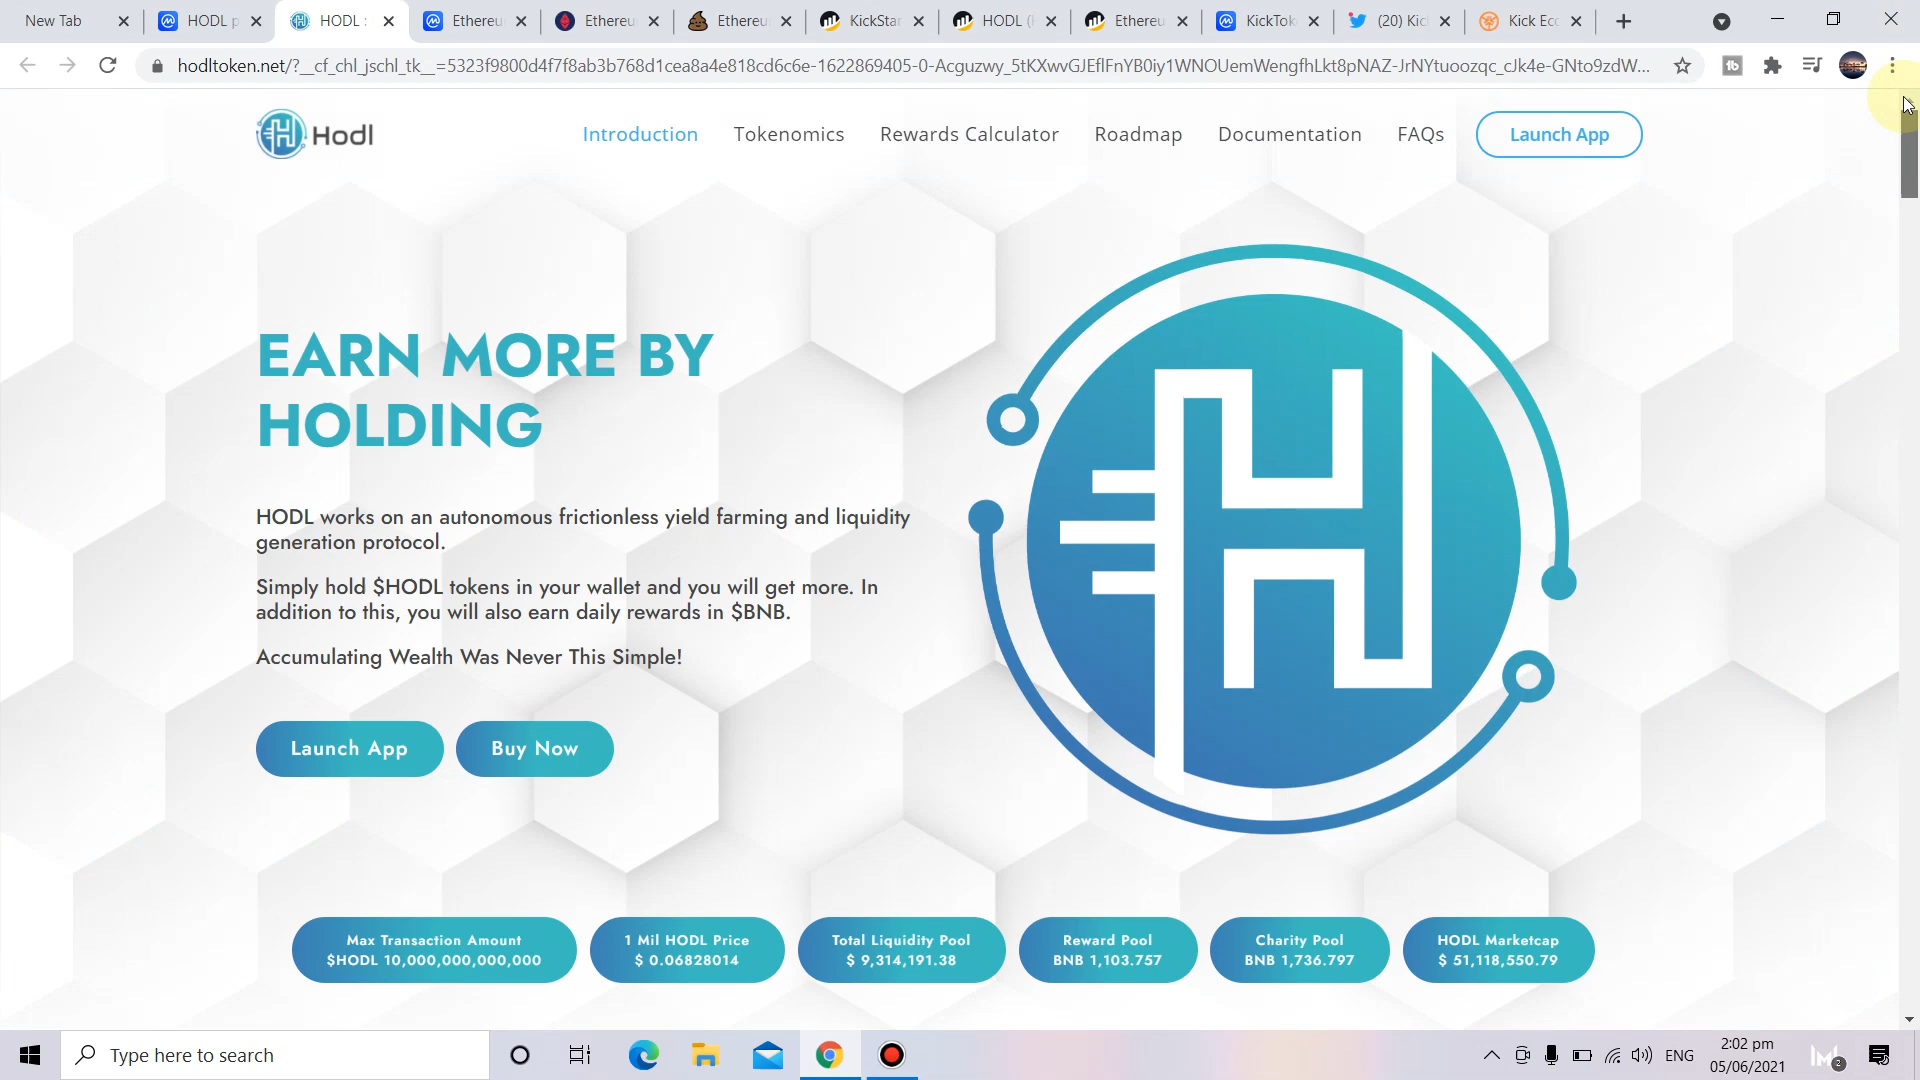 New Tab
HODL p
HODL :
Ethereu
Ethereu
Ethereu
KickStar
HODL (
Ethereu
KickTok
(20) Kic
Kick Ecc
hodltoken.net/?__cf_chl_jschl_tk__=5323f9800d4f7f8ab3b768d1cea8a4e818cd6c6e-1622869405-0-Acguzwy_5tKXwvGJEflFnYB0iy1WNOUemWengfhLkt8pNAZ-JrNYtuoozqc_cJk4e-GNto9zdW...
Hodl
Introduction
Tokenomics
Rewards Calculator
Roadmap
Documentation
FAQs
Launch App
EARN MORE BY
HOLDING
HODL works on an autonomous frictionless yield farming and liquidity
generation protocol.
Simply hold $HODL tokens in your wallet and you will get more. In
addition to this, you will also earn daily rewards in $BNB.
Accumulating Wealth Was Never This Simple!
Launch App
Buy Now
Max Transaction Amount
$HODL 10,000,000,000,000
1 Mil HODL Price
$ 0.06828014
Total Liquidity Pool
$ 9,314,191.38
Reward Pool
BNB 1,103.757
Charity Pool
BNB 1,736.797
HODL Marketcap
$ 51,118,550.79
Type here to search
ENG
2:02 pm
05/06/2021
2